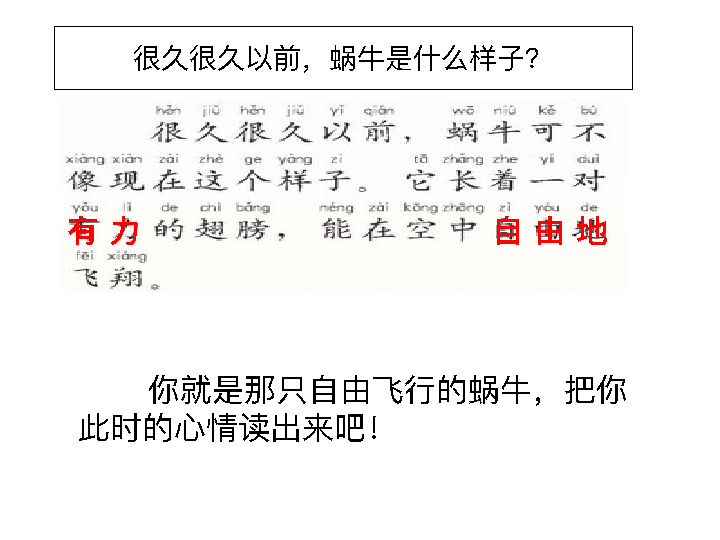 很久很久以前，蜗牛是什么样子？
hěn jiǔ hěn jiǔ yǐ qián wō niú kě bù
很久很久以前，蜗牛可不
xiàng xiàn zài zhè ge yàng zi tā zhǎng zhe yí duì
像现在这个样子。它长着一对
yǒu lì de chì bǎng néng zài kōng zhōng zì yóu de
有力的翅膀，能在空中自由地
fēi xiáng
飞翔。
你就是那只自由飞行的蜗牛，把你
此时的心情读出来吧！